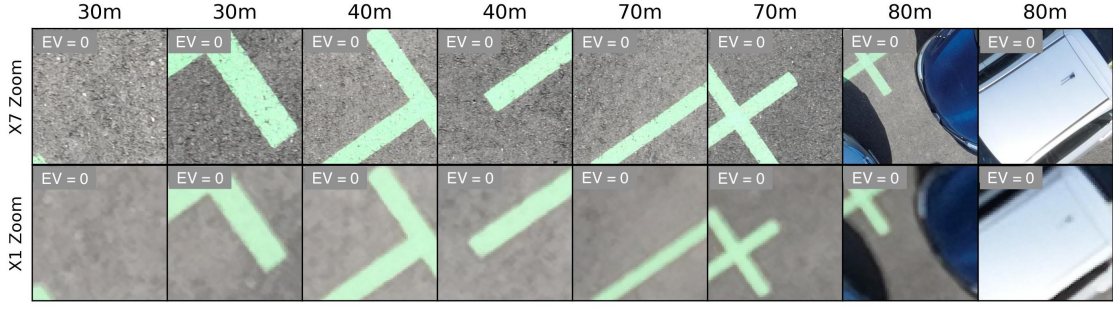 30m 30m 40m 40m 70m 70m 80m 80m
X7 Zoom
EV = 0 EV = 0 EV = 0 EV = 0 EV = 0 EV = 0 EV = 0 EV = 0
X1 Zoom
EV = 0 EV = 0 EV = 0 EV = 0 EV = 0 EV = 0 EV = 0 EV = 0